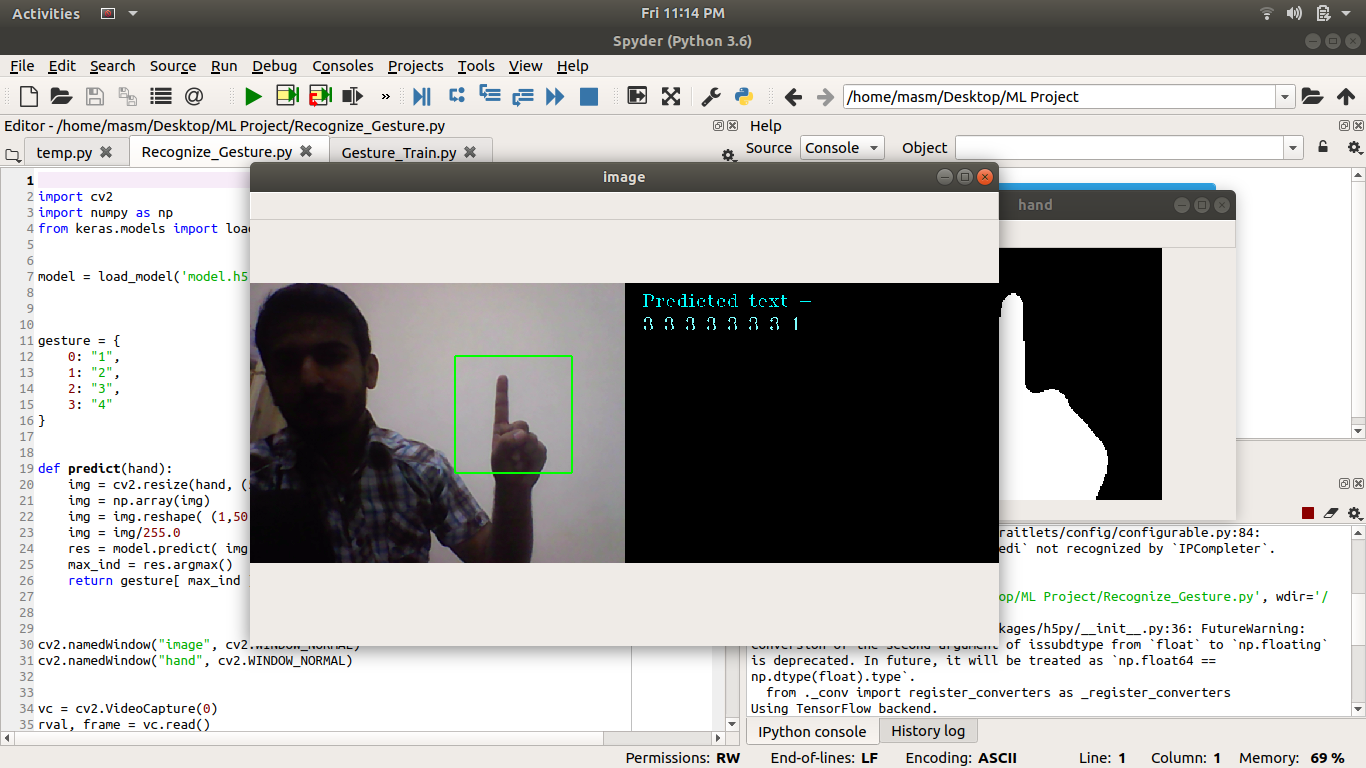 Activities
Fri 11:14 PM
Spyder (Python 3.6)
File Edit Search Source Run Debug Consoles Projects Tools View Help
/home/masm/Desktop/ML Project
Editor - /home/masm/Desktop/ML Project/Recognize_Gesture.py
Help
temp.py Recognize_Gesture.py Gesture_Train.py
Source Console Object
image
hand
1
2 import cv2
3 import numpy as np
4 from keras.models import loa
5
6
7 model = load_model('model.h5
8
9
10
11 gesture = {
12 0: "1",
13 1: "2",
14 2: "3",
15 3: "4"
16 }
17
18
19 def predict(hand):
20 img = cv2.resize(hand, (
21 img = np.array(img)
22 img = img.reshape( (1,50
23 img = img/255.0
24 res = model.predict( img
25 max_ind = res.argmax()
26 return gesture[ max_ind
27
28
29
30 cv2.namedWindow("image", cv2.WINDOW_NORMAL)
31 cv2.namedWindow("hand", cv2.WINDOW_NORMAL)
32
33
34 vc = cv2.VideoCapture(0)
35 rval, frame = vc.read()
Predicted text -
3 3 3 3 3 3 3 1
raitlets/config/configurable.py:84:
edi` not recognized by `IPCompleter`.
op/ML Project/Recognize_Gesture.py', wdir='/
kages/h5py/__init__.py:36: FutureWarning:
Conversion of the second argument of issubdtype from `float` to `np.floating`
is deprecated. In future, it will be treated as `np.float64 ==
np.dtype(float).type`.
from ._conv import register_converters as _register_converters
Using TensorFlow backend.
IPython console History log
Permissions: RW End-of-lines: LF Encoding: ASCII Line: 1 Column: 1 Memory: 69 %